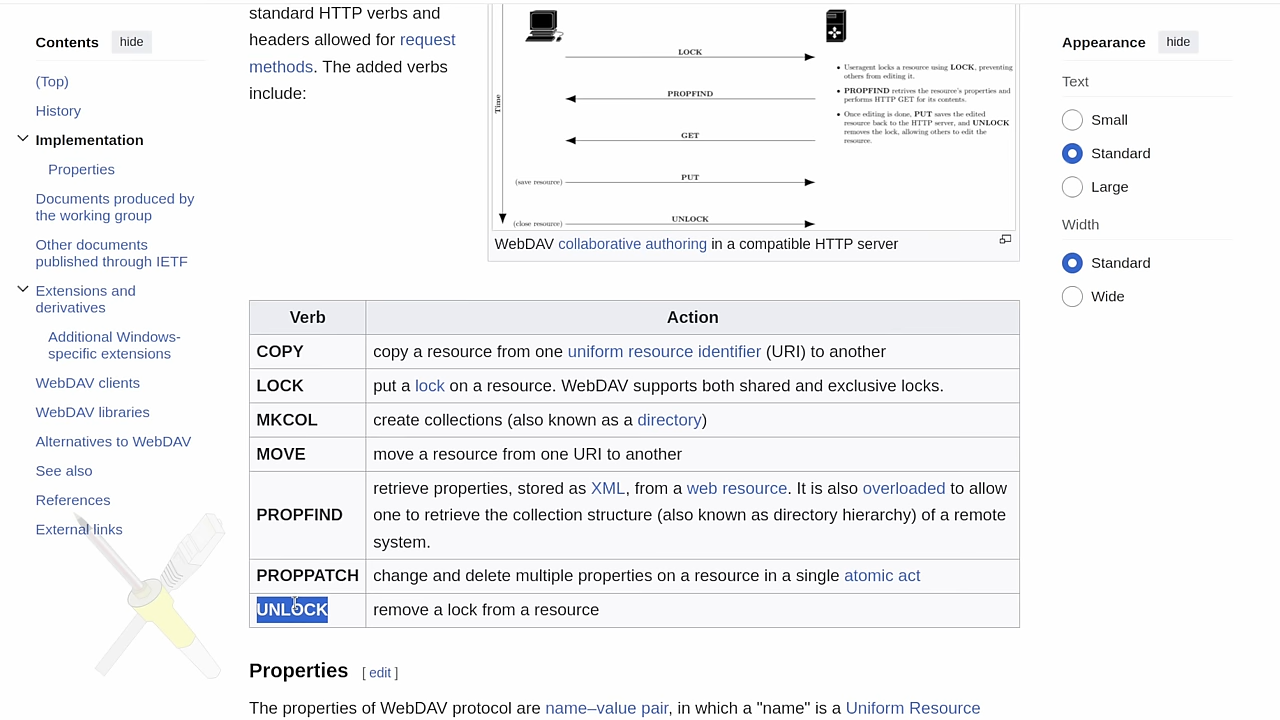 Contents hide
(Top)
History
Implementation
Properties
Documents produced by
the working group
Other documents
published through IETF
Extensions and
derivatives
Additional Windows-
specific extensions
WebDAV clients
WebDAV libraries
Alternatives to WebDAV
See also
References
External links
standard HTTP verbs and
headers allowed for request
methods. The added verbs
include:
Time
LOCK
PROPFIND
GET
(save resource) PUT
(close resource) UNLOCK
• Useragent locks a resource using LOCK, preventing
others from editing it.
• PROPFIND retrives the resource's properties and
performs HTTP GET for its contents.
• Once editing is done, PUT saves the edited
resource back to the HTTP server, and UNLOCK
removes the lock, allowing others to edit the
resource.
WebDAV collaborative authoring in a compatible HTTP server
Verb Action
COPY copy a resource from one uniform resource identifier (URI) to another
LOCK put a lock on a resource. WebDAV supports both shared and exclusive locks.
MKCOL create collections (also known as a directory)
MOVE move a resource from one URI to another
PROPFIND retrieve properties, stored as XML, from a web resource. It is also overloaded to allow
one to retrieve the collection structure (also known as directory hierarchy) of a remote
system.
PROPPATCH change and delete multiple properties on a resource in a single atomic act
UNLOCK remove a lock from a resource
Properties [ edit ]
The properties of WebDAV protocol are name–value pair, in which a "name" is a Uniform Resource
Appearance hide
Text
Small
Standard
Large
Width
Standard
Wide